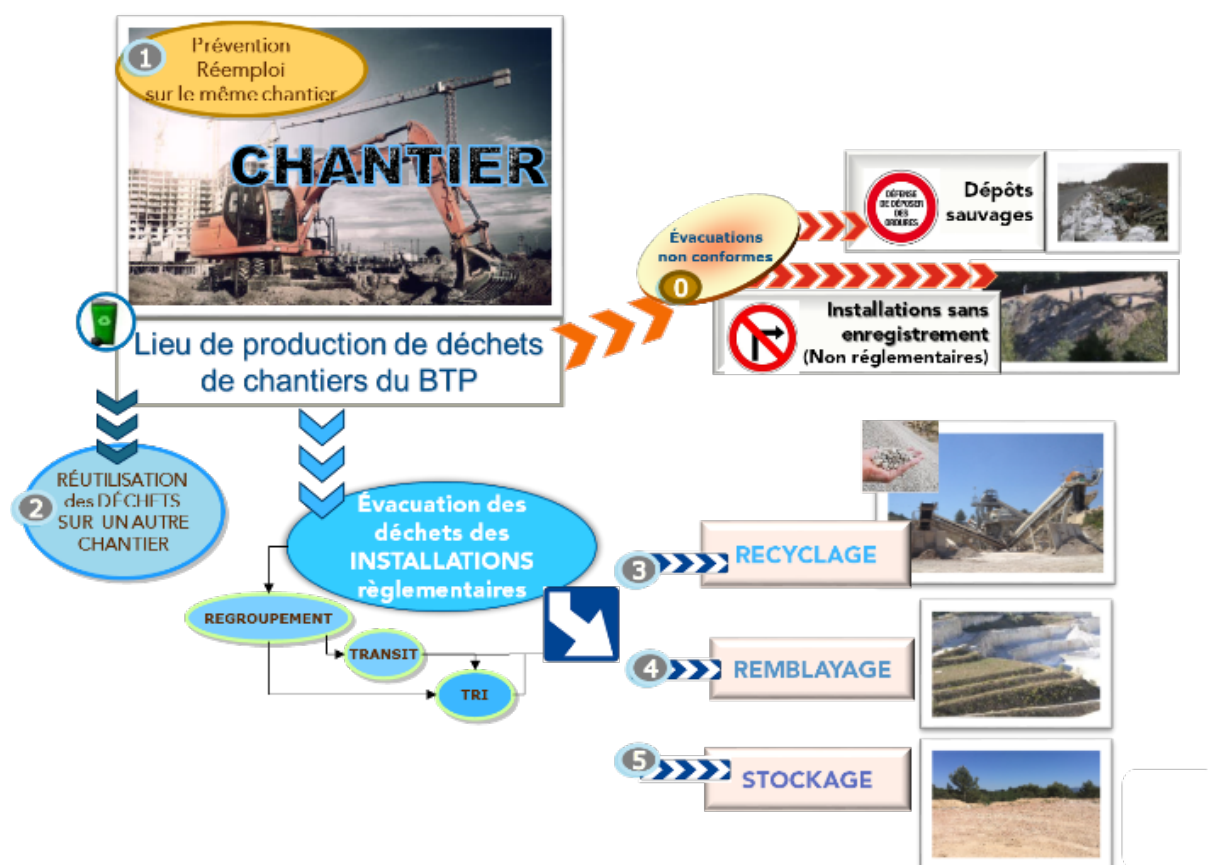 1
Prévention
Réemploi
sur le même chantier
CHANTIER
Lieu de production de déchets
de chantiers du BTP
Évacuations
non conformes
0
DÉFENSE
DE DÉPOSER
DES
ORDURES
Dépôts
sauvages
Installations sans
enregistrement
(Non réglementaires)
2
RÉUTILISATION
des DÉCHETS
SUR UN AUTRE
CHANTIER
Évacuation des
déchets des
INSTALLATIONS
règlementaires
REGROUPEMENT
TRANSIT
TRI
3
RECYCLAGE
4
REMBLAYAGE
5
STOCKAGE